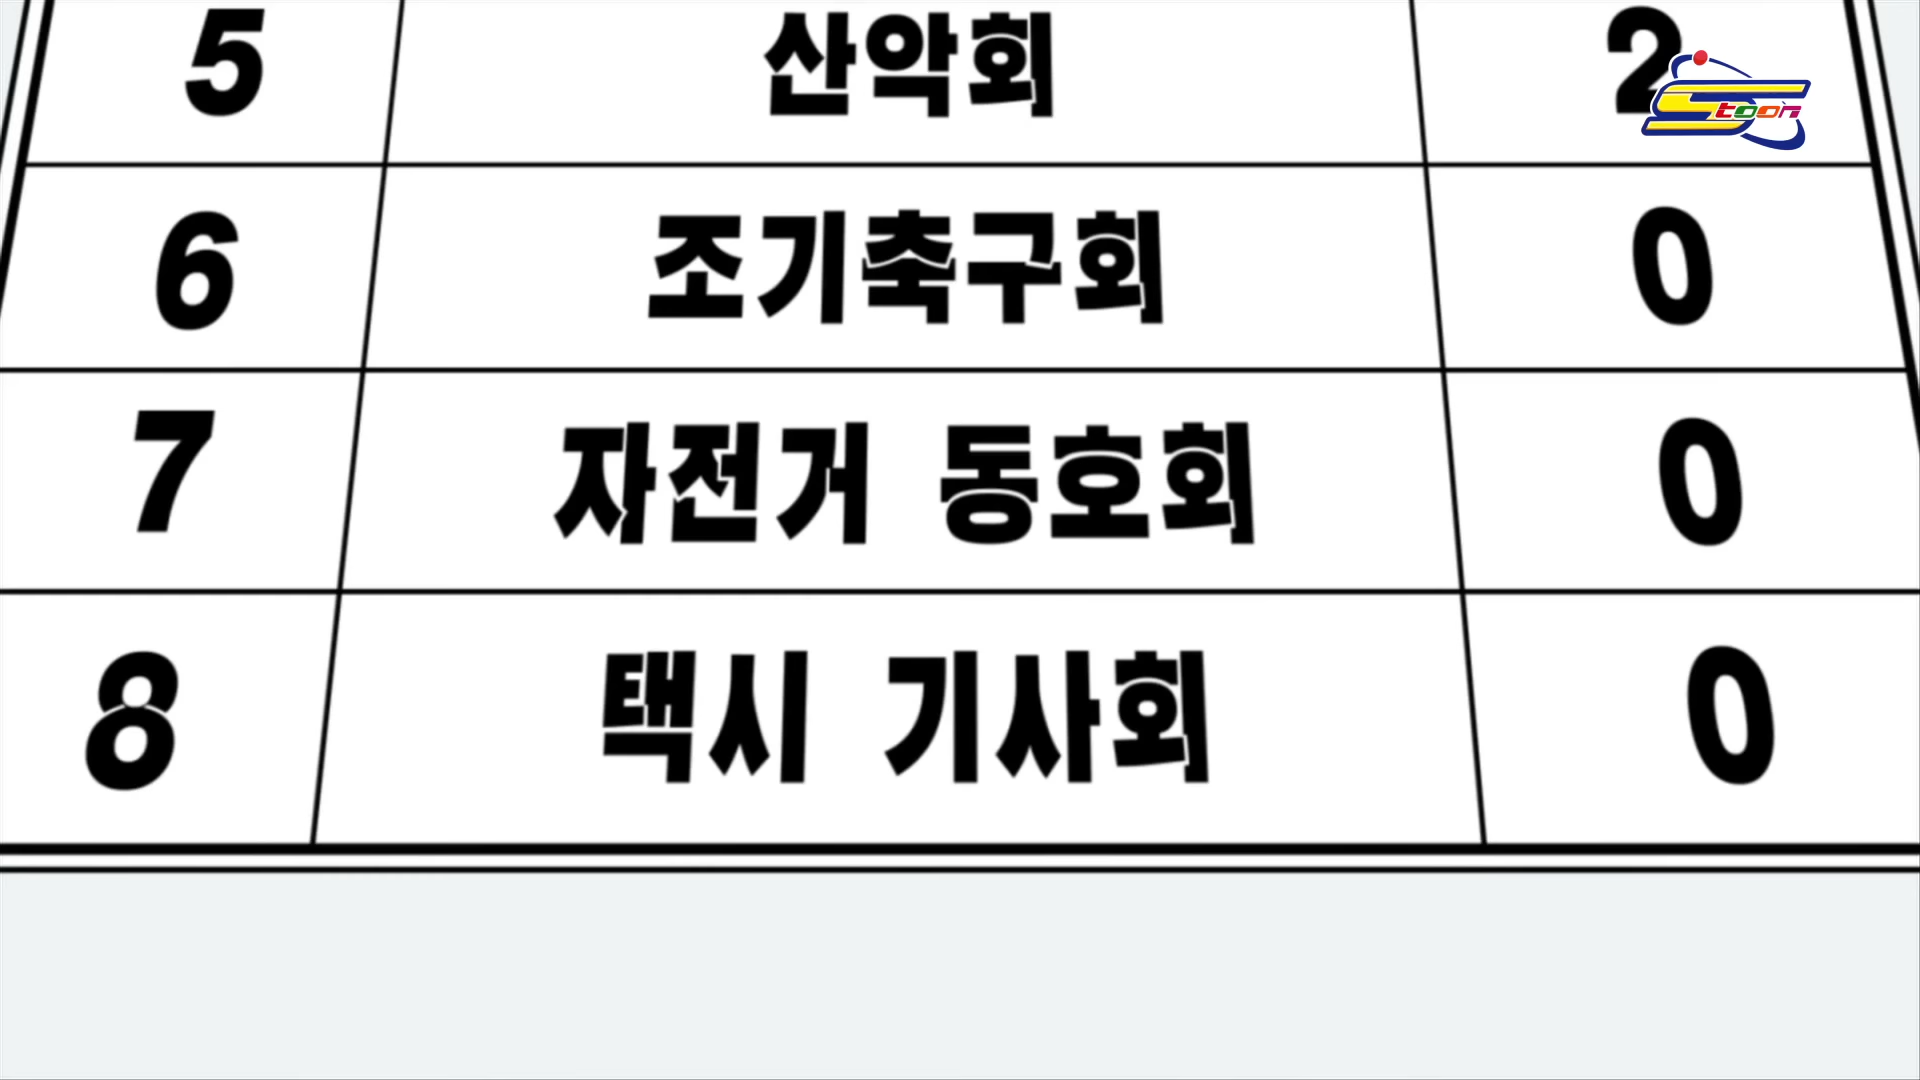 5 산악회 2
6 조기축구회 0
7 자전거 동호회 0
8 택시 기사회 0
S toon